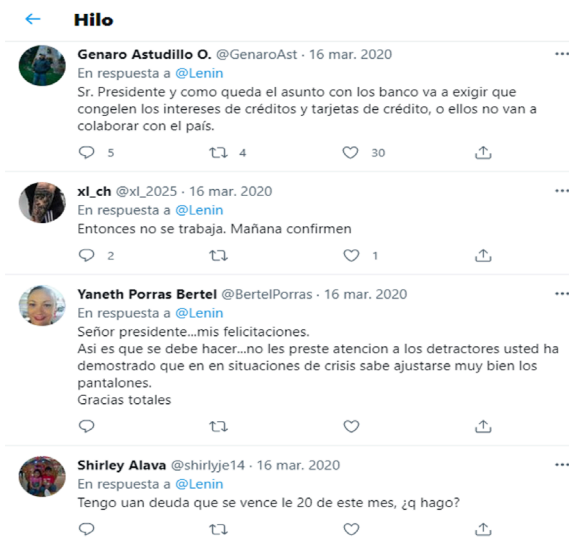 Hilo
Genaro Astudillo O. @GenaroAst · 16 mar. 2020
En respuesta a @Lenin
Sr. Presidente y como queda el asunto con los banco va a exigir que
congelen los intereses de créditos y tarjetas de crédito, o ellos no van a
colaborar con el país.
5 4 30
xl_ch @xl_2025 · 16 mar. 2020
En respuesta a @Lenin
Entonces no se trabaja. Mañana confirmen
2 1
Yaneth Porras Bertel @BertelPorras · 16 mar. 2020
En respuesta a @Lenin
Señor presidente...mis felicitaciones.
Asi es que se debe hacer...no les preste atencion a los detractores usted ha
demostrado que en en situaciones de crisis sabe ajustarse muy bien los
pantalones.
Gracias totales
Shirley Alava @shirlyje14 · 16 mar. 2020
En respuesta a @Lenin
Tengo uan deuda que se vence le 20 de este mes, ¿q hago?